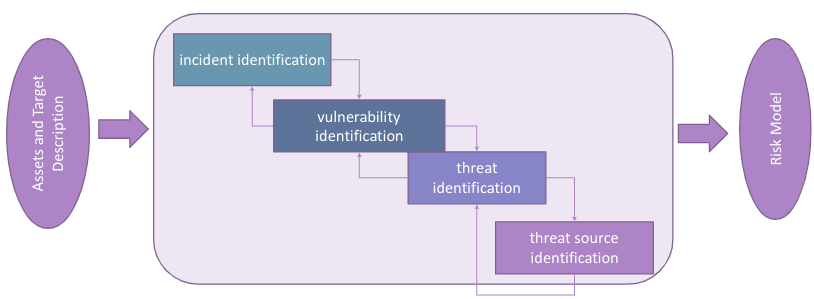 Assets and Target
Description
incident identification
vulnerability
identification
threat
identification
threat source
identification
Risk Model